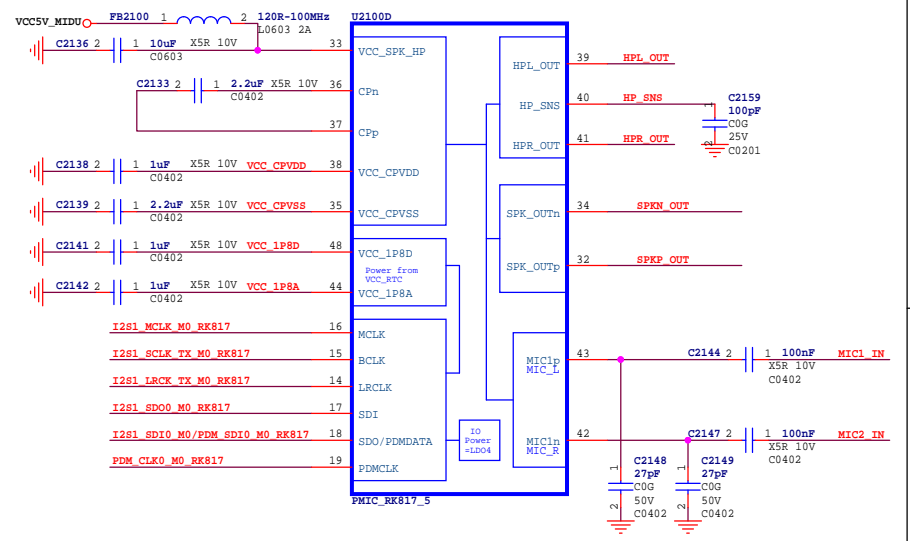 VCC5V_MIDU FB2100 1 2 120R-100MHz
L0603 2A
U2100D
C2136 2 1 10uF X5R 10V 33 VCC_SPK_HP
C0603
C2133 2 1 2.2uF X5R 10V 36 CPn
C0402
37 CPp
C2138 2 1 1uF X5R 10V VCC_CPVDD 38 VCC_CPVDD
C0402
C2139 2 1 2.2uF X5R 10V VCC_CPVSS 35 VCC_CPVSS
C0402
C2141 2 1 1uF X5R 10V VCC_1P8D 48 VCC_1P8D
C0402
Power from
VCC_RTC
C2142 2 1 1uF X5R 10V VCC_1P8A 44 VCC_1P8A
C0402
I2S1_MCLK_M0_RK817 16 MCLK
I2S1_SCLK_TX_M0_RK817 15 BCLK
I2S1_LRCK_TX_M0_RK817 14 LRCLK
I2S1_SDO0_M0_RK817 17 SDI
I2S1_SDI0_M0/PDM_SDI0_M0_RK817 18 SDO/PDMDATA
PDM_CLK0_M0_RK817 19 PDMCLK
IO
Power
=LDO4
PMIC_RK817_5
HPL_OUT 39 HPL_OUT
HP_SNS 40 HP_SNS
HPR_OUT 41 HPR_OUT
1
2
C2159
100pF
C0G
25V
C0201
SPK_OUTn 34 SPKN_OUT
SPK_OUTp 32 SPKP_OUT
MIC1p 43 C2144 2 1 100nF MIC1_IN
MIC_L
X5R 10V
C0402
MIC1n 42 C2147 2 1 100nF MIC2_IN
MIC_R
X5R 10V
C0402
1
2
C2148
27pF
C0G
50V
C0402
1
2
C2149
27pF
C0G
50V
C0402